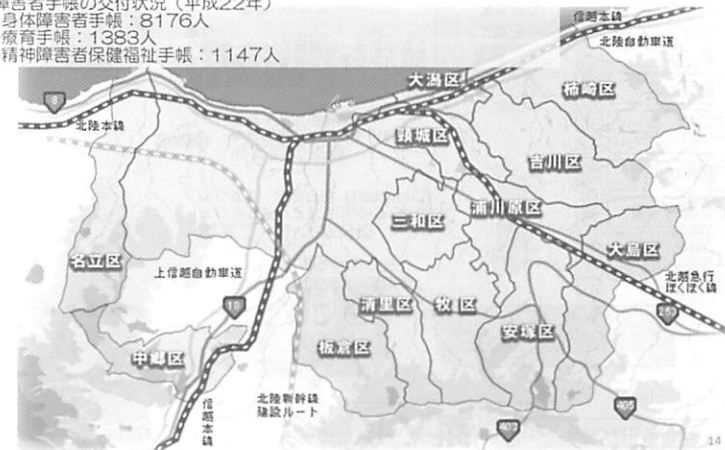 障害者手帳の交付状況（平成22年）
身体障害者手帳：8176人
療育手帳：1383人
精神障害者保健福祉手帳：1147人
信越本線
北陸自動車道
大潟区
柿崎区
8
北陸本線
頸城区
吉川区
三和区
浦川原区
大島区
名立区
上信越自動車道
北越急行
ほくほく線
18
253
清里区
牧 区
安塚区
板倉区
中郷区
北陸新幹線
建設ルート
信越本線
405
403
14